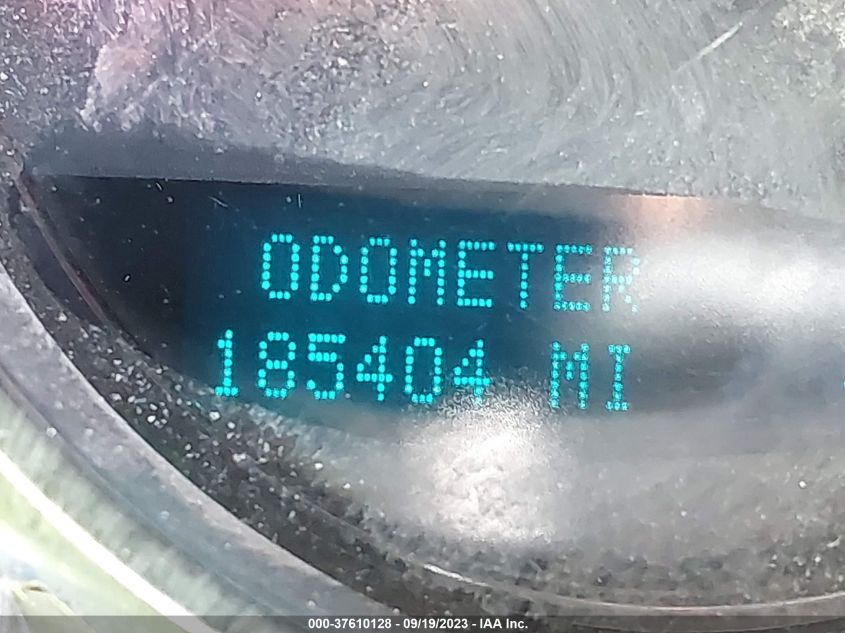 ODOMETER
185404 MI
000-37610128 - 09/19/2023 - IAA Inc.